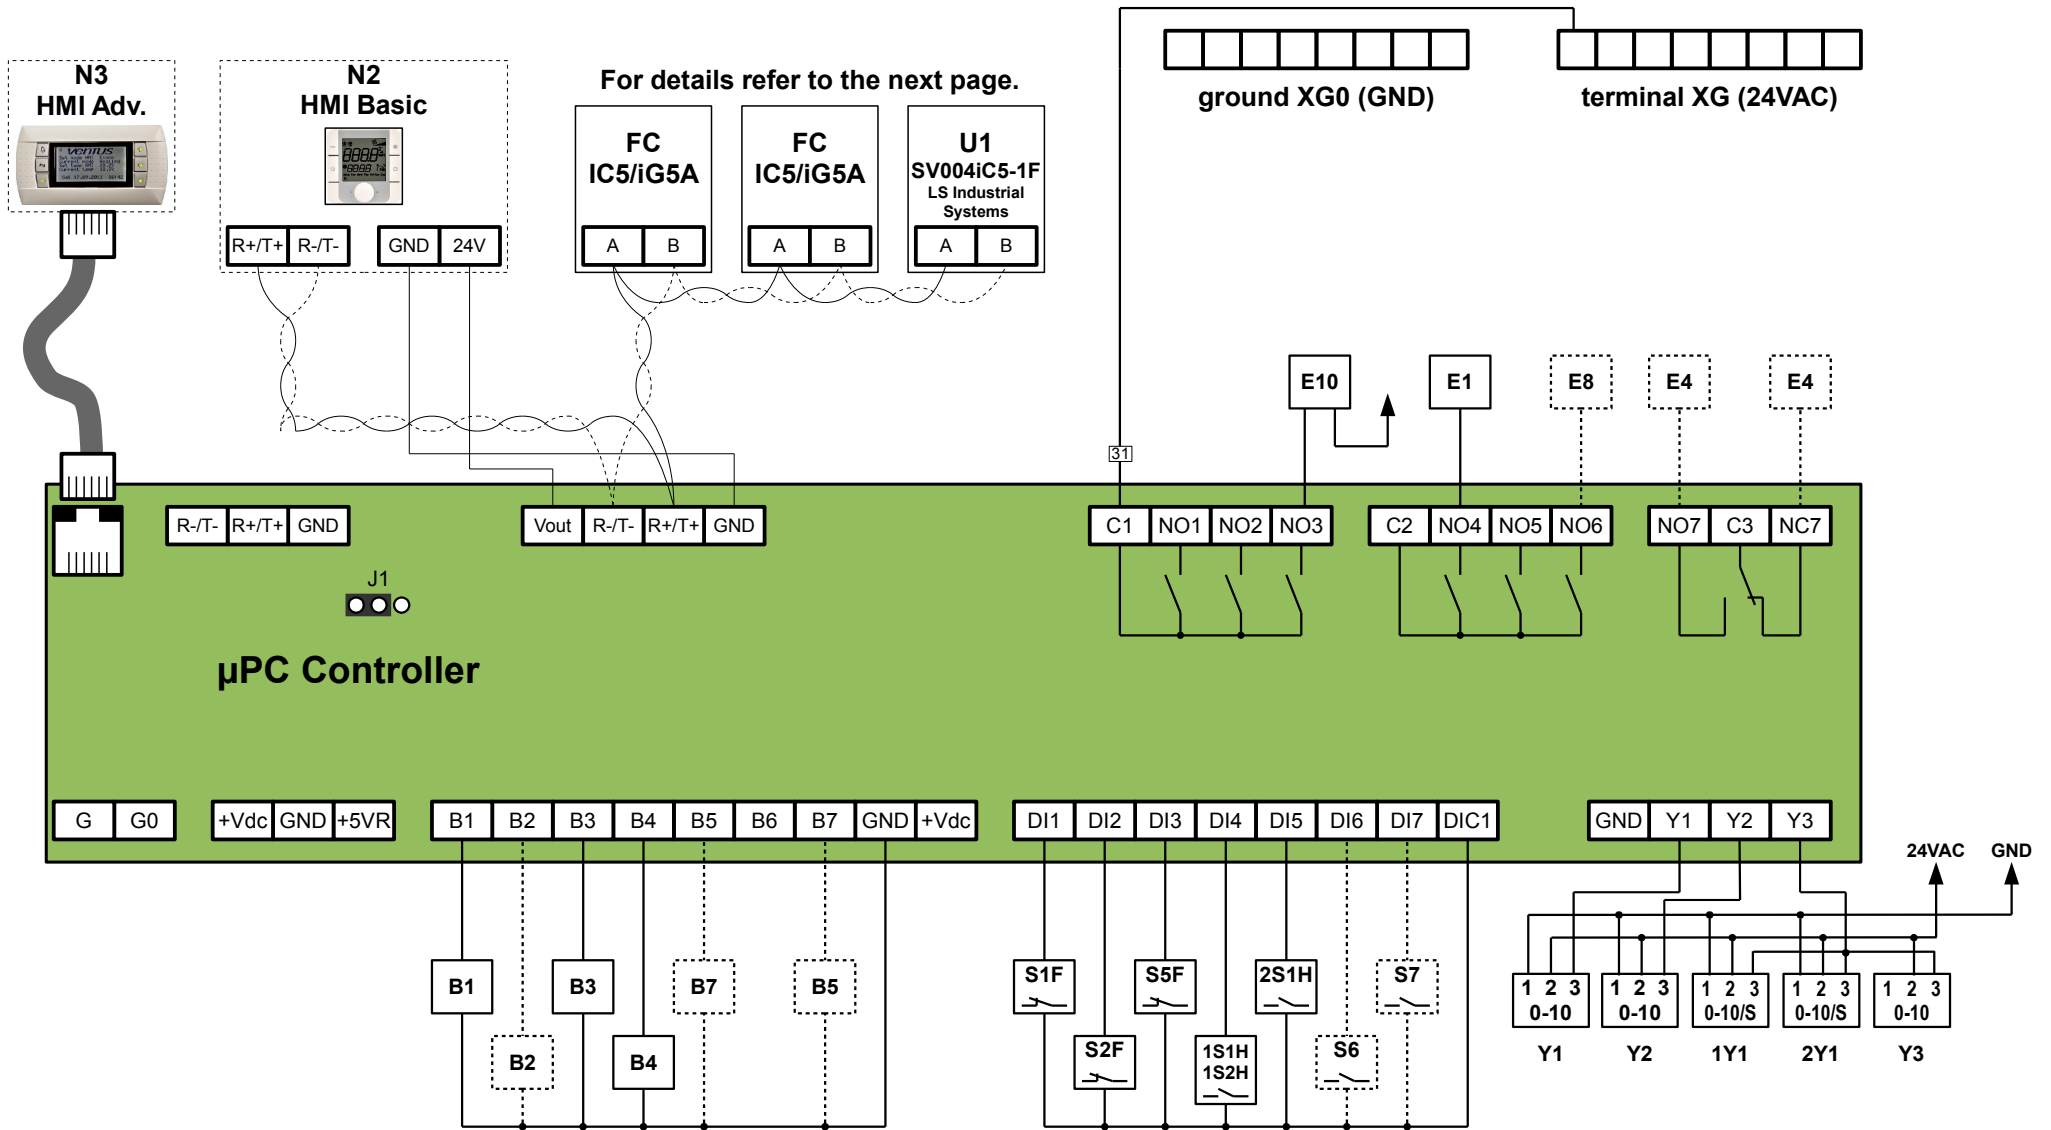 N3
HMI Adv.
ventus
N2
HMI Basic
For details refer to the next page.
FC
IC5/iG5A
FC
IC5/iG5A
U1
SV004iC5-1F
LS Industrial
Systems
ground XG0 (GND)
terminal XG (24VAC)
R+/T+ R-/T- GND 24V
A B A B A B
E10 E1 E8 E4 E4
31
R-/T- R+/T+ GND
Vout R-/T- R+/T+ GND
C1 NO1 NO2 NO3
C2 NO4 NO5 NO6
NO7 C3 NC7
J1
µPC Controller
G G0
+Vdc GND +5VR
B1 B2 B3 B4 B5 B6 B7 GND +Vdc
DI1 DI2 DI3 DI4 DI5 DI6 DI7 DIC1
GND Y1 Y2 Y3
24VAC GND
B1 B3 B7 B5
B2 B4
S1F S5F 2S1H S7
S2F
1S1H
1S2H
S6
1 2 3
0-10
1 2 3
0-10
1 2 3
0-10/S
1 2 3
0-10/S
1 2 3
0-10
Y1 Y2 1Y1 2Y1 Y3